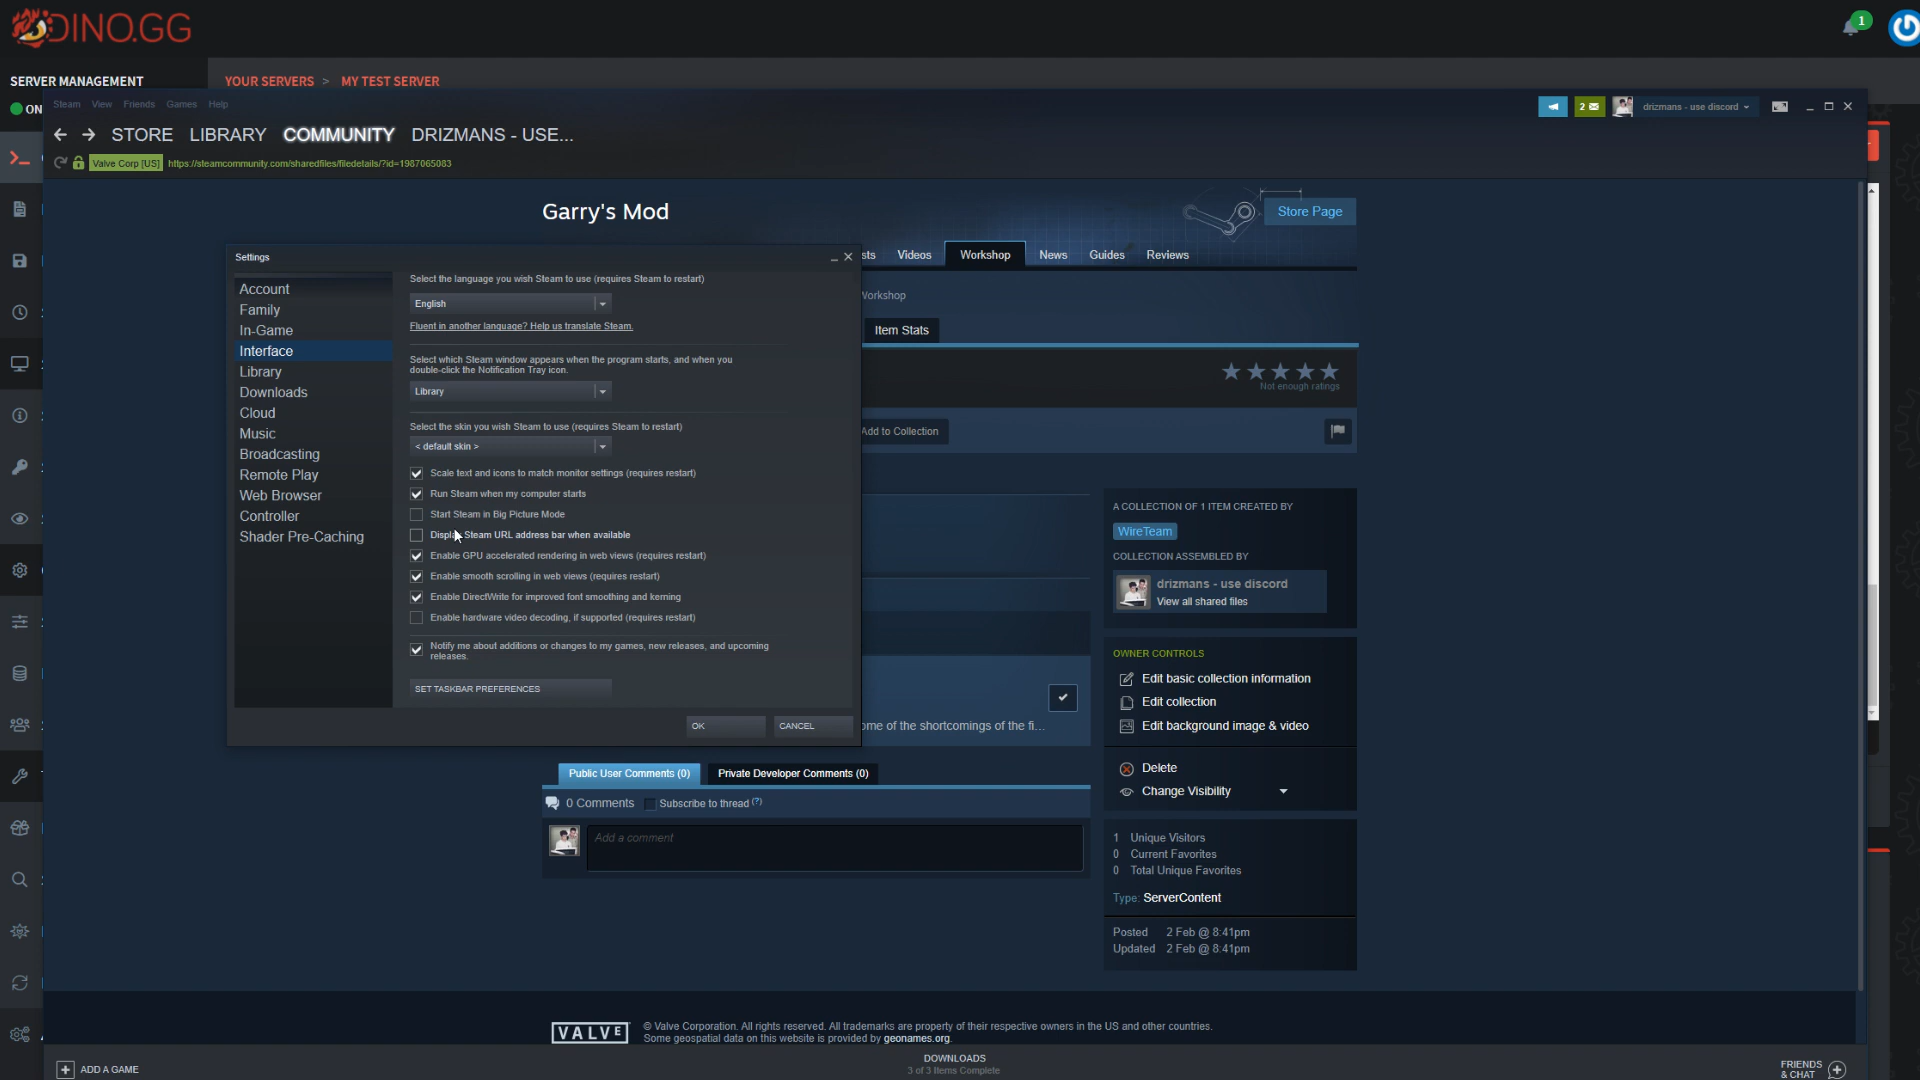 DINO.GG
1
SERVER MANAGEMENT
YOUR SERVERS > MY TEST SERVER
ON
Steam View Friends Games Help
2
drizmans - use discord
STORE LIBRARY COMMUNITY DRIZMANS - USE...
Valve Corp [US] https://steamcommunity.com/sharedfiles/filedetails/?id=1987065083
Garry's Mod
Store Page
sts Videos Workshop News Guides Reviews
Workshop
Item Stats
Not enough ratings
Add to Collection
Settings
Account
Family
In-Game
Interface
Library
Downloads
Cloud
Music
Broadcasting
Remote Play
Web Browser
Controller
Shader Pre-Caching
Select the language you wish Steam to use (requires Steam to restart)
English
Fluent in another language? Help us translate Steam.
Select which Steam window appears when the program starts, and when you
double-click the Notification Tray icon.
Library
Select the skin you wish Steam to use (requires Steam to restart)
< default skin >
Scale text and icons to match monitor settings (requires restart)
Run Steam when my computer starts
Start Steam in Big Picture Mode
Display Steam URL address bar when available
Enable GPU accelerated rendering in web views (requires restart)
Enable smooth scrolling in web views (requires restart)
Enable DirectWrite for improved font smoothing and kerning
Enable hardware video decoding, if supported (requires restart)
Notify me about additions or changes to my games, new releases, and upcoming
releases.
SET TASKBAR PREFERENCES
OK CANCEL
ome of the shortcomings of the fi...
A COLLECTION OF 1 ITEM CREATED BY
WireTeam
COLLECTION ASSEMBLED BY
drizmans - use discord
View all shared files
OWNER CONTROLS
Edit basic collection information
Edit collection
Edit background image & video
Delete
Change Visibility
Public User Comments (0) Private Developer Comments (0)
0 Comments Subscribe to thread (?)
Add a comment
1 Unique Visitors
0 Current Favorites
0 Total Unique Favorites
Type: ServerContent
Posted 2 Feb @ 8:41pm
Updated 2 Feb @ 8:41pm
VALVE
© Valve Corporation. All rights reserved. All trademarks are property of their respective owners in the US and other countries.
Some geospatial data on this website is provided by geonames.org.
ADD A GAME
DOWNLOADS
3 of 3 Items Complete
FRIENDS
& CHAT